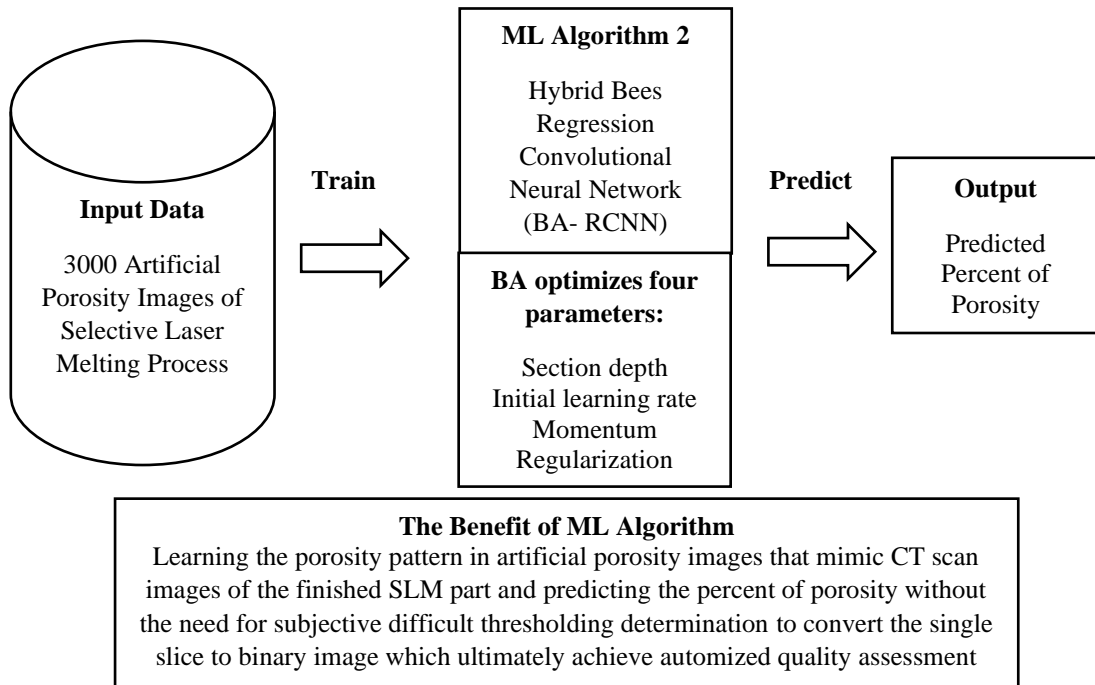 Input Data
3000 Artificial
Porosity Images of
Selective Laser
Melting Process
Train
ML Algorithm 2
Hybrid Bees
Regression
Convolutional
Neural Network
(BA- RCNN)
BA optimizes four
parameters:
Section depth
Initial learning rate
Momentum
Regularization
Predict
Output
Predicted
Percent of
Porosity
The Benefit of ML Algorithm
Learning the porosity pattern in artificial porosity images that mimic CT scan
images of the finished SLM part and predicting the percent of porosity without
the need for subjective difficult thresholding determination to convert the single
slice to binary image which ultimately achieve automized quality assessment